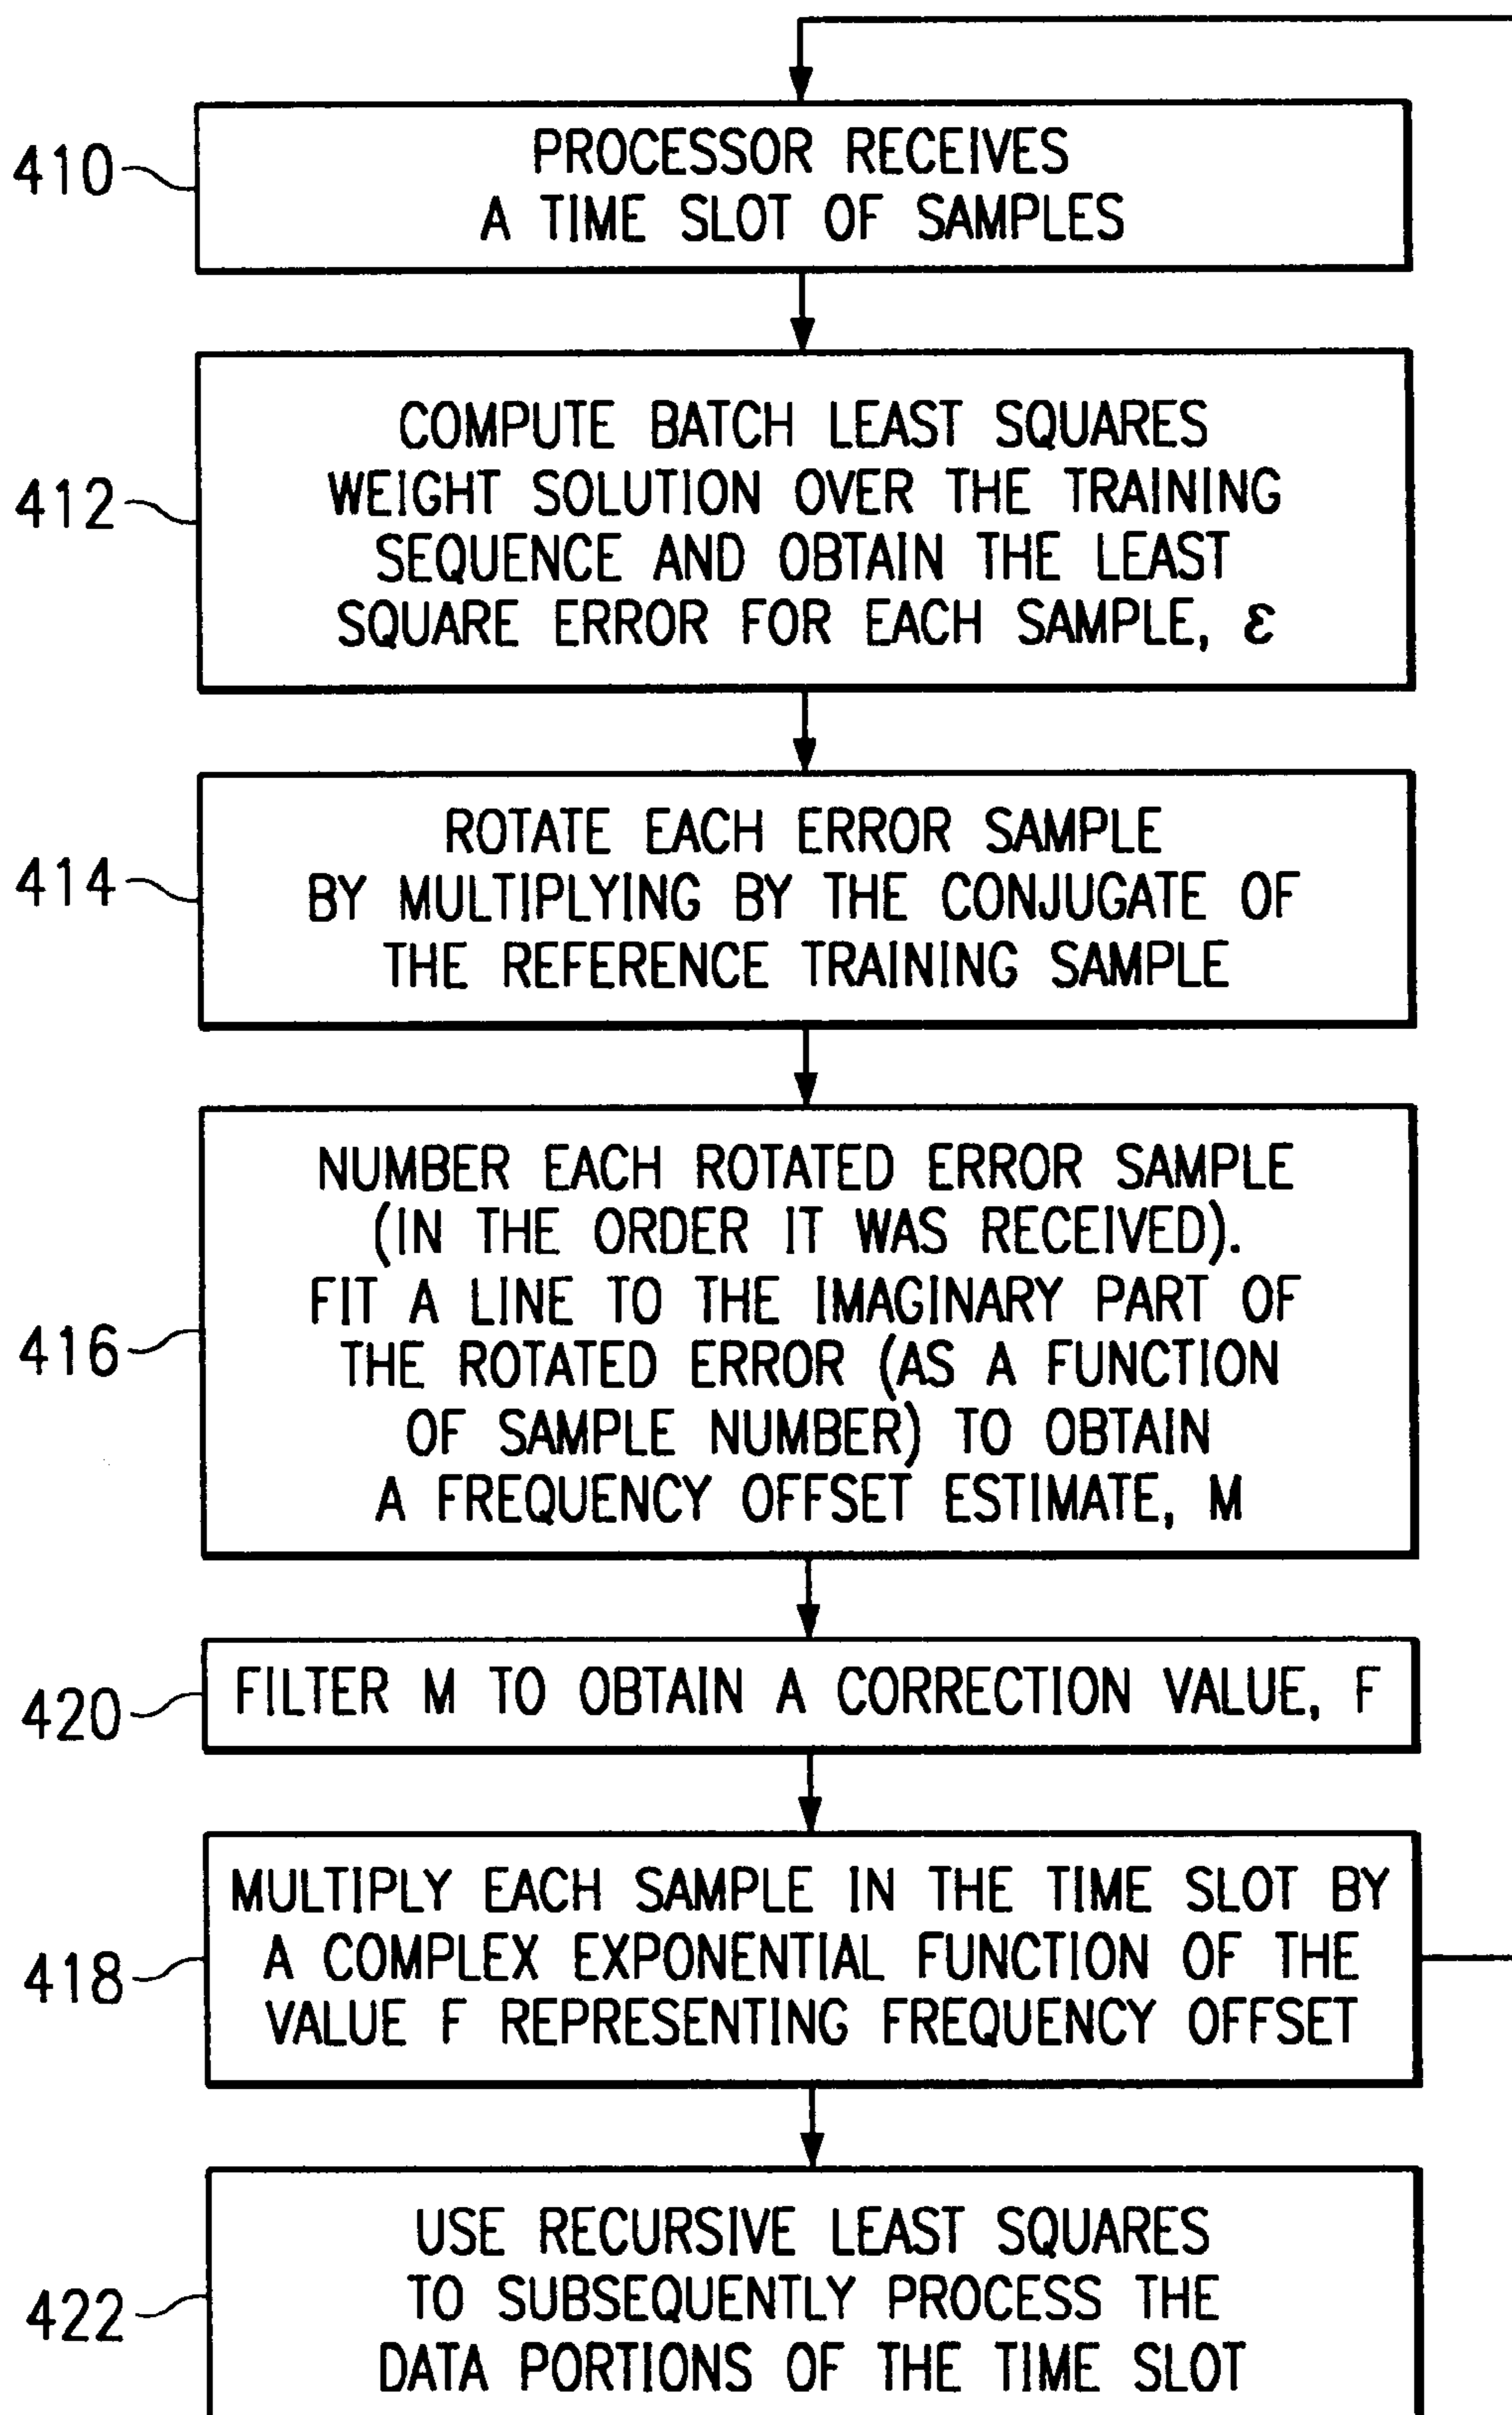 410
PROCESSOR RECEIVES
A TIME SLOT OF SAMPLES
412
COMPUTE BATCH LEAST SQUARES
WEIGHT SOLUTION OVER THE TRAINING
SEQUENCE AND OBTAIN THE LEAST
SQUARE ERROR FOR EACH SAMPLE, ε
414
ROTATE EACH ERROR SAMPLE
BY MULTIPLYING BY THE CONJUGATE OF
THE REFERENCE TRAINING SAMPLE
416
NUMBER EACH ROTATED ERROR SAMPLE
(IN THE ORDER IT WAS RECEIVED).
FIT A LINE TO THE IMAGINARY PART OF
THE ROTATED ERROR (AS A FUNCTION
OF SAMPLE NUMBER) TO OBTAIN
A FREQUENCY OFFSET ESTIMATE, M
420
FILTER M TO OBTAIN A CORRECTION VALUE, F
418
MULTIPLY EACH SAMPLE IN THE TIME SLOT BY
A COMPLEX EXPONENTIAL FUNCTION OF THE
VALUE F REPRESENTING FREQUENCY OFFSET
422
USE RECURSIVE LEAST SQUARES
TO SUBSEQUENTLY PROCESS THE
DATA PORTIONS OF THE TIME SLOT